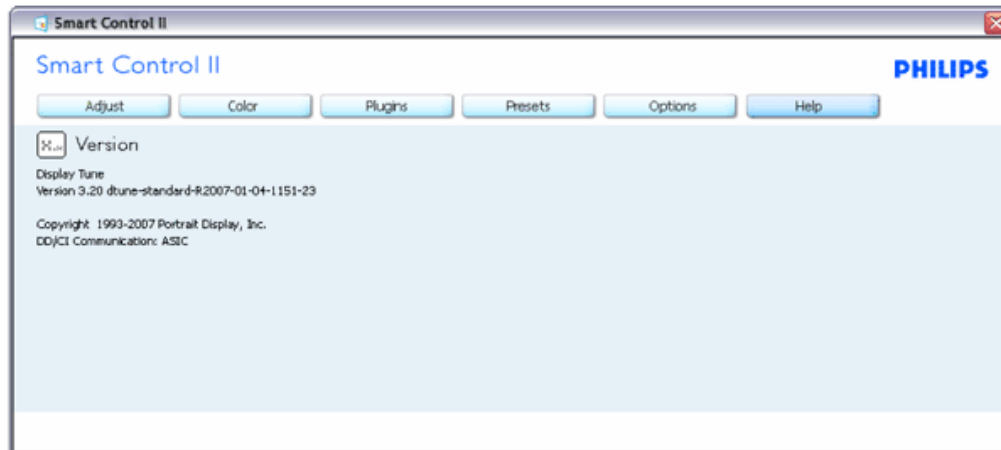 Smart Control II
Smart Control II
PHILIPS
Adjust Color Plugins Presets Options Help
Version
Display Tune
Version 3.20 dtune-standard-R2007-01-04-1151-23
Copyright 1993-2007 Portrait Display, Inc.
DD/CI Communication: ASIC